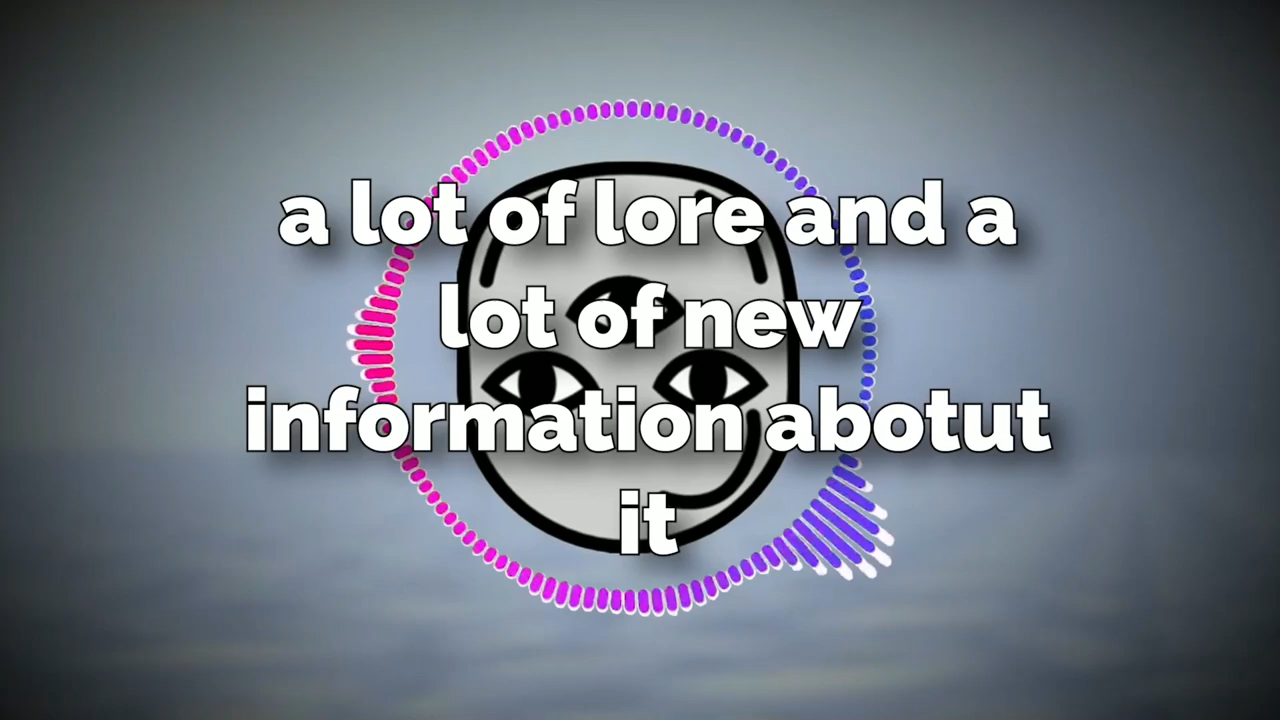 a lot of lore and a
lot of new
information abotut
it